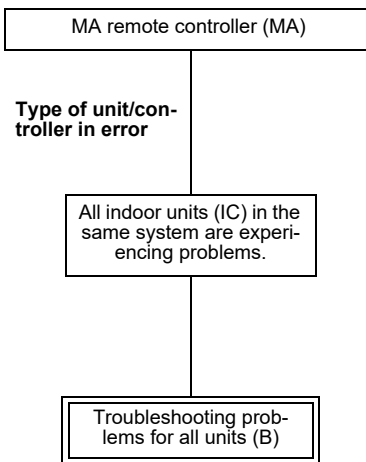 MA remote controller (MA)
Type of unit/con-
troller in error
All indoor units (IC) in the
same system are experi-
encing problems.
Troubleshooting prob-
lems for all units (B)